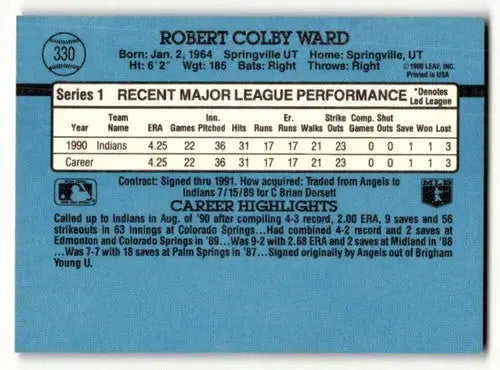 330
ROBERT COLBY WARD
Born: Jan. 2, 1964 Springville UT Home: Springville, UT
Ht: 6'2" Wgt: 185 Bats: Right Throws: Right
© 1990 LEAF, INC.
Printed in USA
Series 1 RECENT MAJOR LEAGUE PERFORMANCE *Denotes Led League
Year Team Name ERA Games Inn. Pitched Hits Runs Er. Runs Walks Strike Outs Comp. Games Shut Outs Save Won Lost
1990 Indians 4.25 22 36 31 17 17 21 23 0 0 1 1 3
Career 4.25 22 36 31 17 17 21 23 0 0 1 1 3
Contract: Signed thru 1991. How acquired: Traded from Angels to
Indians 7/15/89 for C Brian Dorsett
MLB
CAREER HIGHLIGHTS
Called up to Indians in Aug. of '90 after compiling 4-3 record, 2.00 ERA, 9 saves and 56
strikeouts in 63 innings at Colorado Springs...Had combined 4-2 record and 2 saves at
Edmonton and Colorado Springs in '89...Was 9-2 with 2.68 ERA and 2 saves at Midland in '88
...Was 7-7 with 18 saves at Palm Springs in '87...Signed originally by Angels out of Brigham
Young U.